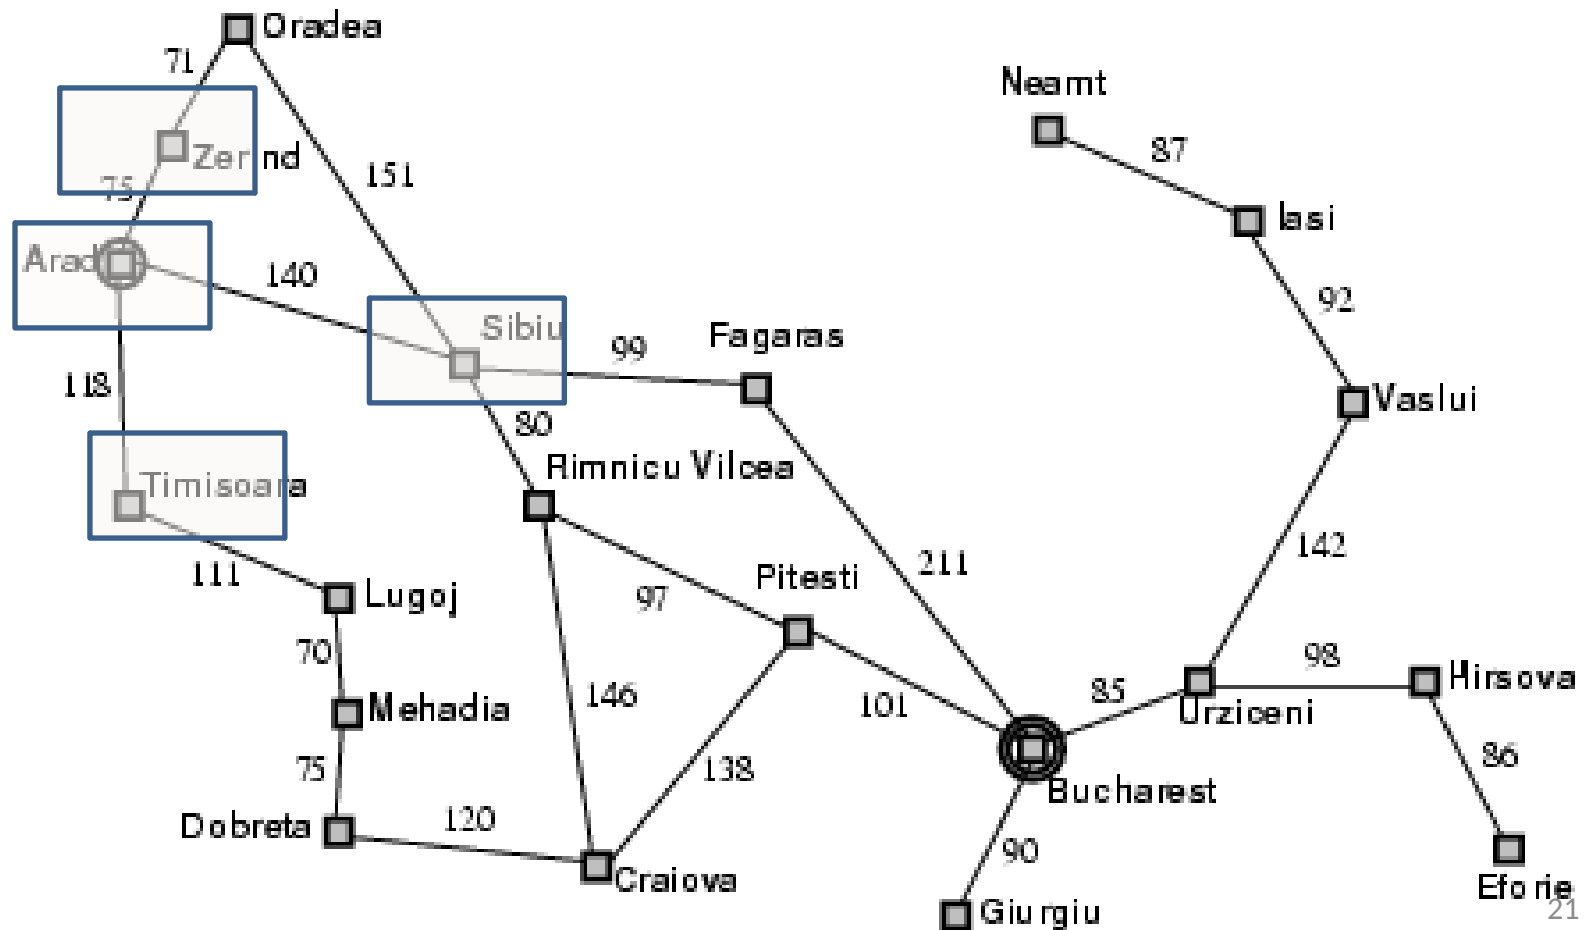 Oradea
71
Neamt
87
Zerind
151
75
Iasi
Arad
140
92
Sibiu
Fagaras
99
118
Vaslui
80
Rimnicu Vilcea
Timisoara
142
211
111
Pitesti
Lugoj
97
70
98
Hirsova
85
146
101
Mehadia
Urziceni
86
75
138
Bucharest
Dobreta
120
90
Craiova
Eforie
Giurgiu
21